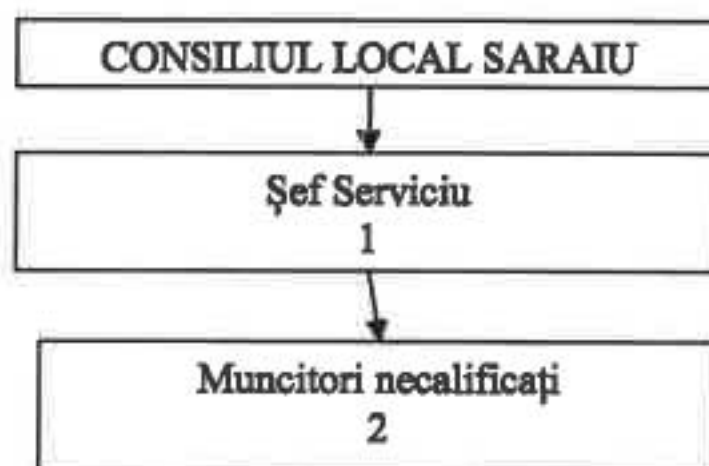 CONSILIUL LOCAL SARAIU
Șef Serviciu
1
Muncitori necalificați
2